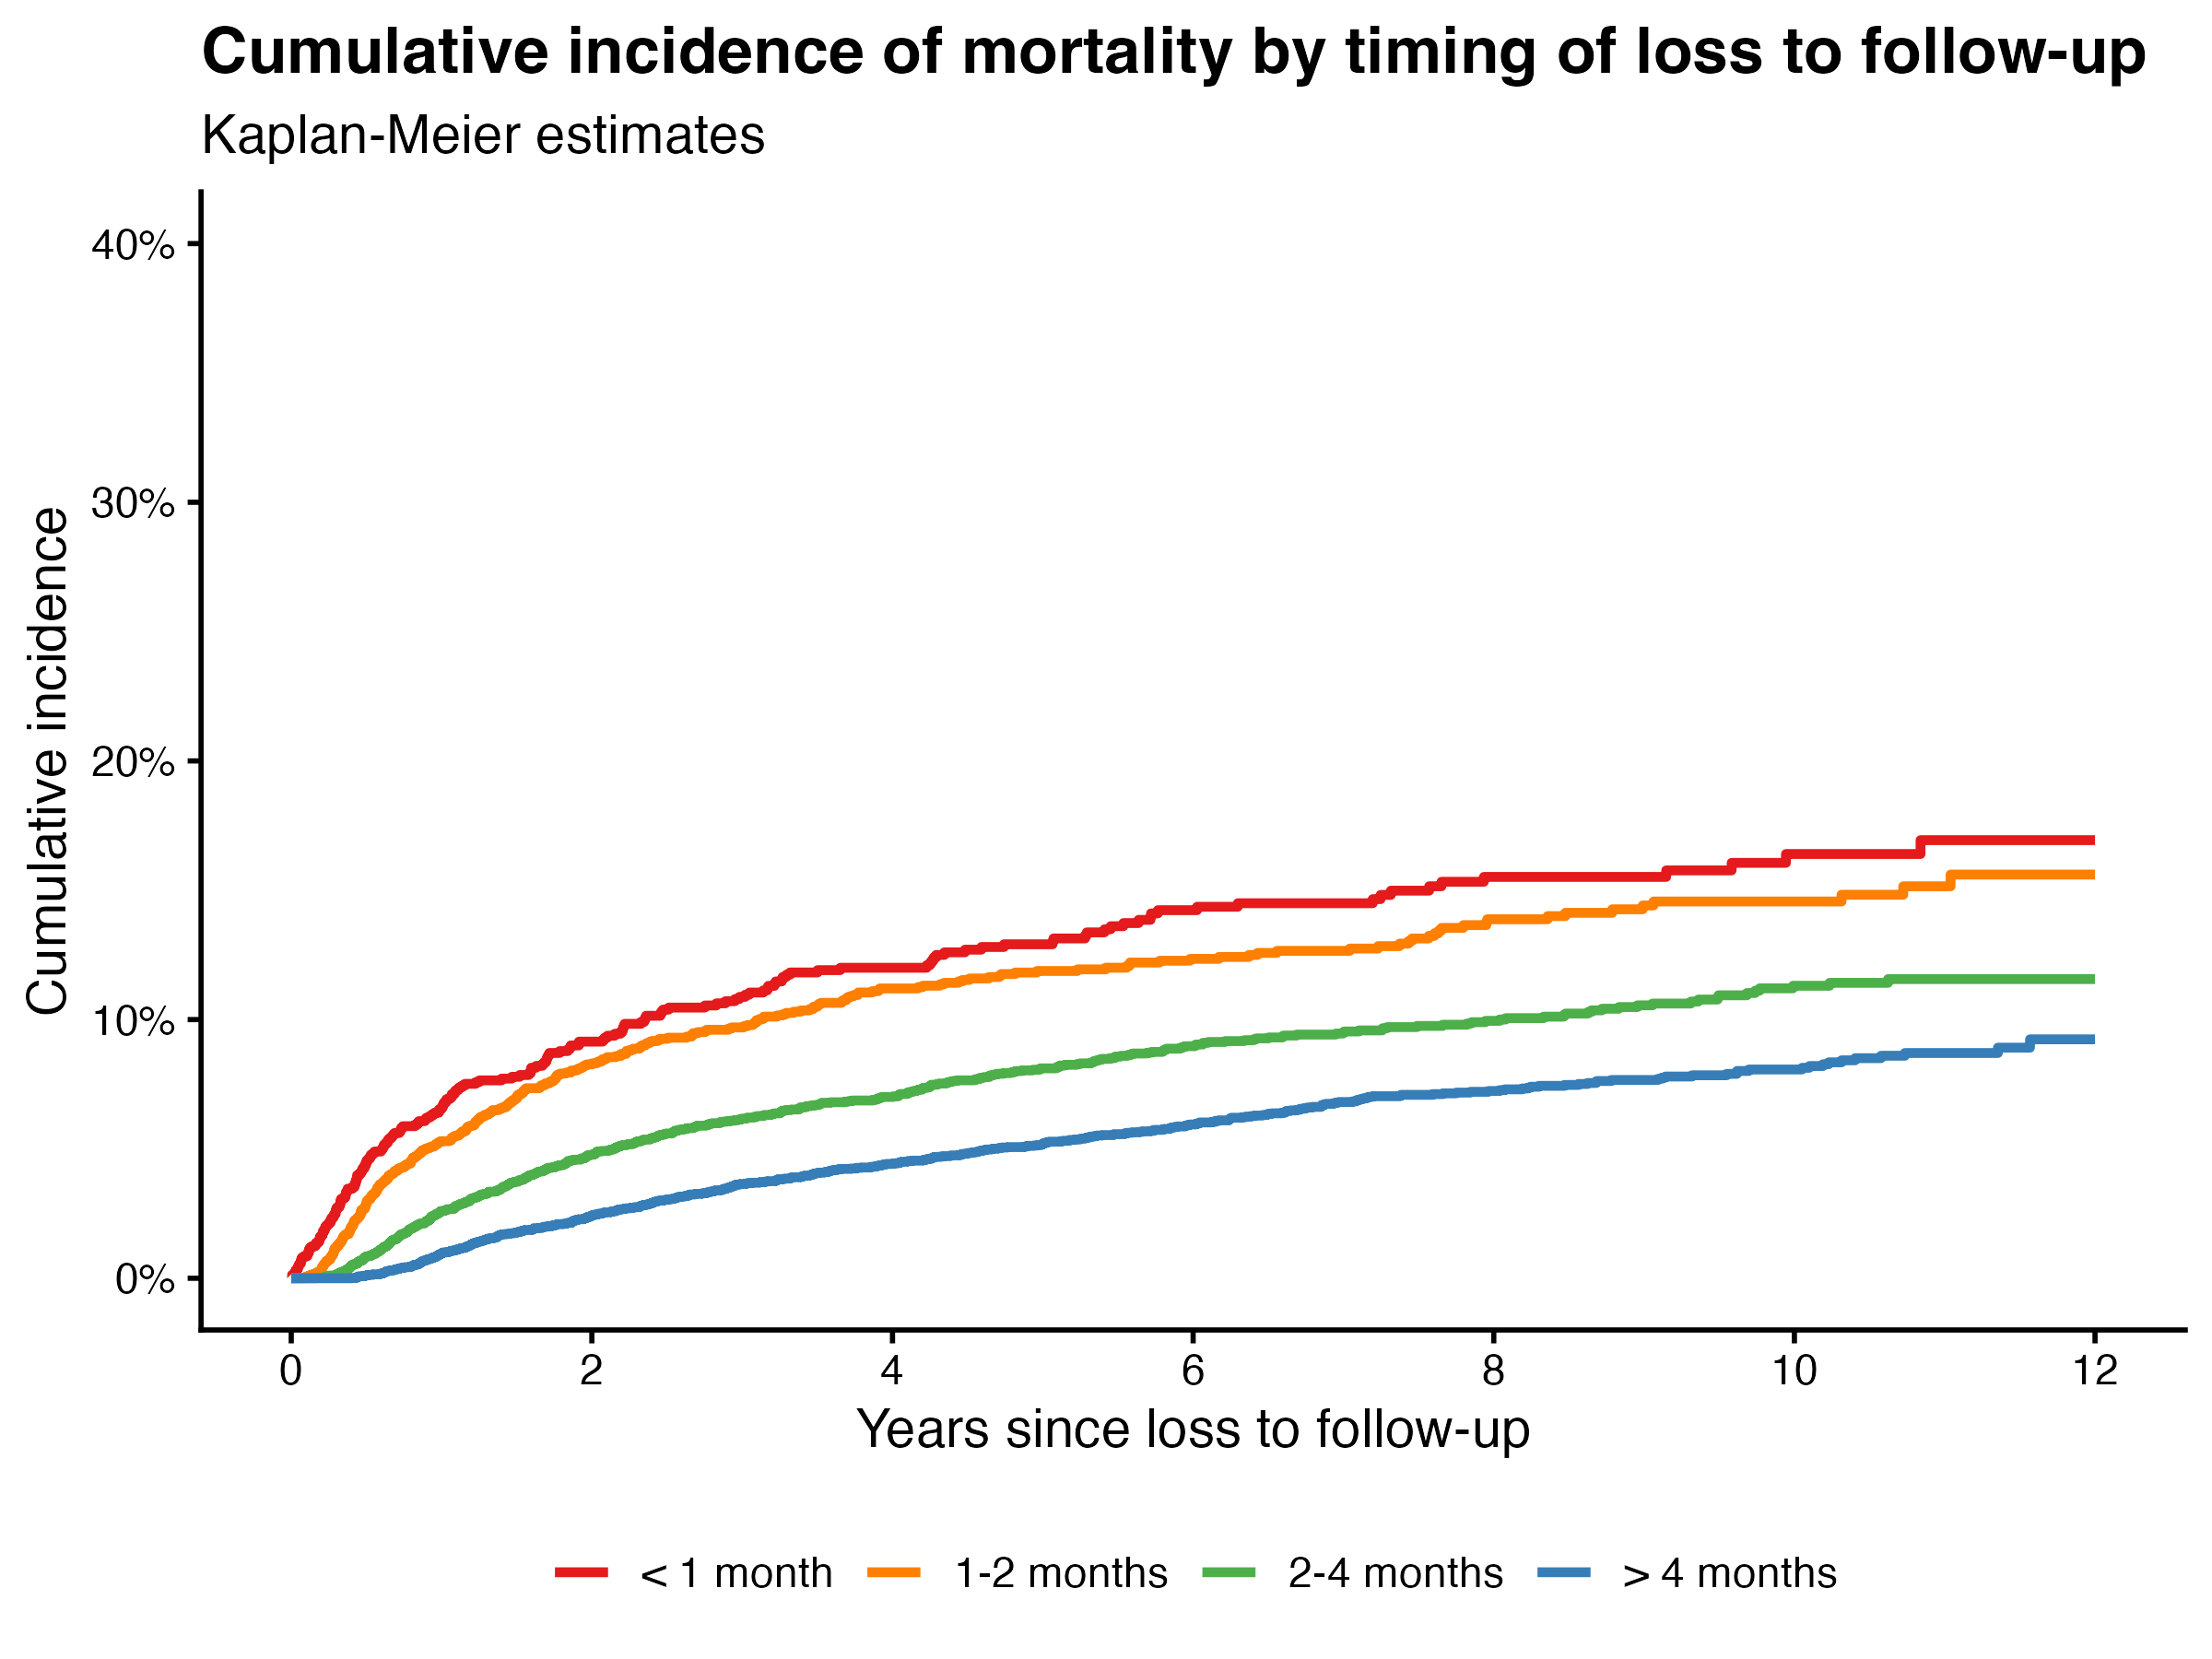 Cumulative incidence of mortality by timing of loss to follow-up
Kaplan-Meier estimates
Cumulative incidence
40%
30%
20%
10%
0%
0 2 4 6 8 10 12
Years since loss to follow-up
< 1 month 1-2 months 2-4 months > 4 months